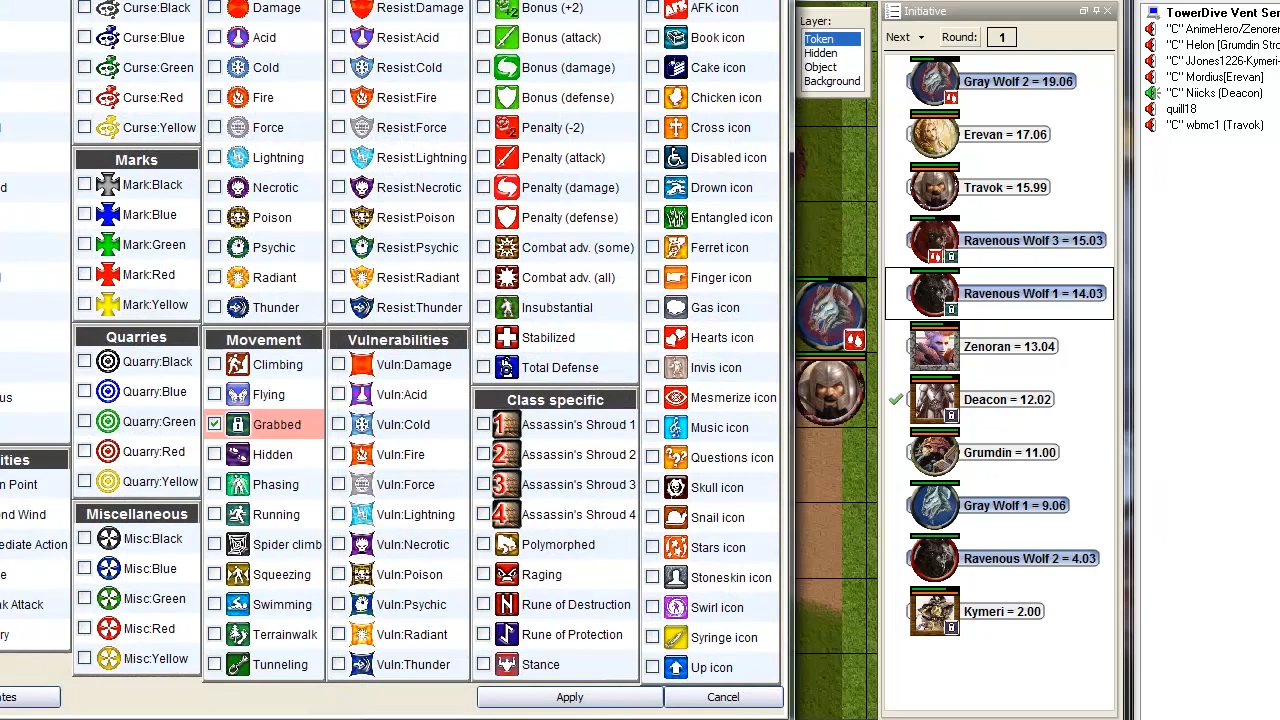 Curse:Black
Curse:Blue
Curse:Green
Curse:Red
Curse:Yellow
Marks
Mark:Black
Mark:Blue
Mark:Green
Mark:Red
Mark:Yellow
Quarries
Quarry:Black
Quarry:Blue
Quarry:Green
Quarry:Red
Quarry:Yellow
Miscellaneous
Misc:Black
Misc:Blue
Misc:Green
Misc:Red
Misc:Yellow
Damage
Acid
Cold
Fire
Force
Lightning
Necrotic
Poison
Psychic
Radiant
Thunder
Movement
Climbing
Flying
Grabbed
Hidden
Phasing
Running
Spider climb
Squeezing
Swimming
Terrainwalk
Tunneling
Resist:Damage
Resist:Acid
Resist:Cold
Resist:Fire
Resist:Force
Resist:Lightning
Resist:Necrotic
Resist:Poison
Resist:Psychic
Resist:Radiant
Resist:Thunder
Vulnerabilities
Vuln:Damage
Vuln:Acid
Vuln:Cold
Vuln:Fire
Vuln:Force
Vuln:Lightning
Vuln:Necrotic
Vuln:Poison
Vuln:Psychic
Vuln:Radiant
Vuln:Thunder
Bonus (+2)
Bonus (attack)
Bonus (damage)
Bonus (defense)
Penalty (-2)
Penalty (attack)
Penalty (damage)
Penalty (defense)
Combat adv. (some)
Combat adv. (all)
Insubstantial
Stabilized
Total Defense
Class specific
Assassin's Shroud 1
Assassin's Shroud 2
Assassin's Shroud 3
Assassin's Shroud 4
Polymorphed
Raging
Rune of Destruction
Rune of Protection
Stance
AFK icon
Book icon
Cake icon
Chicken icon
Cross icon
Disabled icon
Drown icon
Entangled icon
Ferret icon
Finger icon
Gas icon
Hearts icon
Invis icon
Mesmerize icon
Music icon
Questions icon
Skull icon
Snail icon
Stars icon
Stoneskin icon
Swirl icon
Syringe icon
Up icon
Apply
Cancel
Layer:
Token
Hidden
Object
Background
Initiative
Next
Round:
1
Gray Wolf 2 = 19.06
Erevan = 17.06
Travok = 15.99
Ravenous Wolf 3 = 15.03
Ravenous Wolf 1 = 14.03
Zenoran = 13.04
Deacon = 12.02
Grumdin = 11.00
Gray Wolf 1 = 9.06
Ravenous Wolf 2 = 4.03
Kymeri = 2.00
TowerDive Vent Ser
"C" AnimeHero/Zenoren
"C" Helon [Grumdin Stro
"C" JJones1226-Kymeri-
"C" Mordius[Erevan]
"C" Niicks (Deacon)
quill18
"C" wbmc1 (Travok)